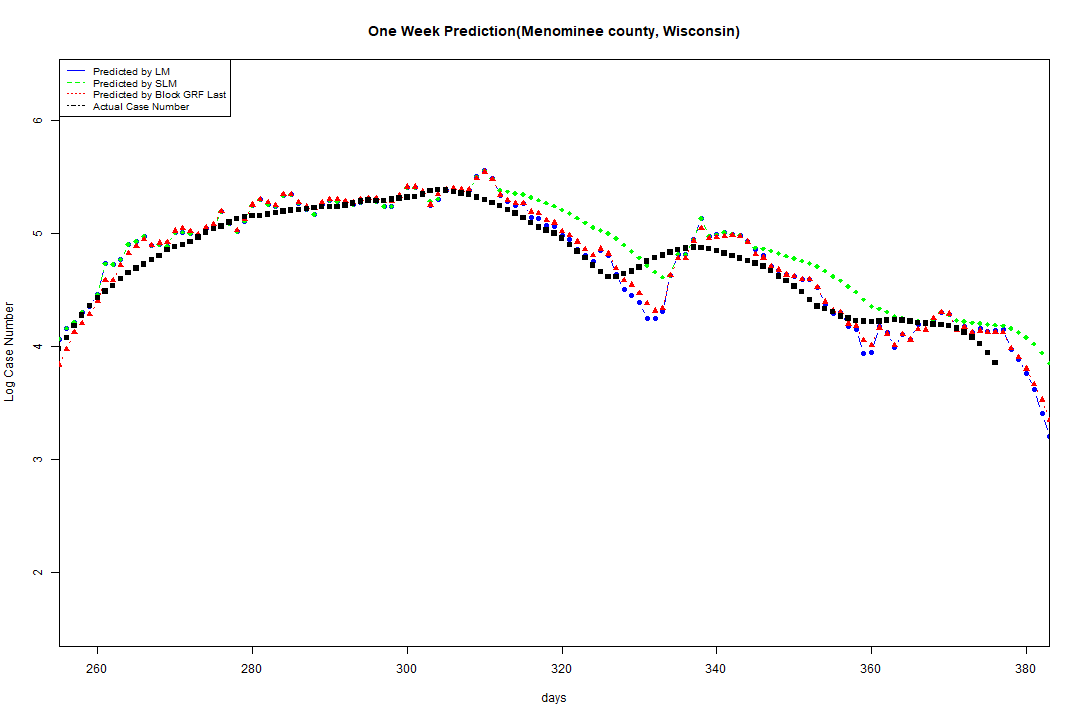 One Week Prediction(Menominee county, Wisconsin)
Predicted by LM
Predicted by SLM
Predicted by Block GRF Last
Actual Case Number
6
5
4
3
2
Log Case Number
260 280 300 320 340 360 380
days